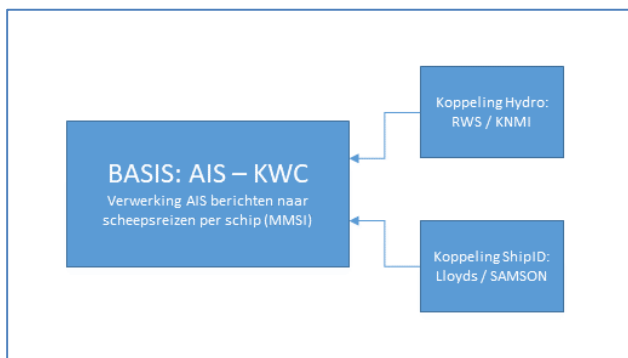 BASIS: AIS – KWC
Verwerking AIS berichten naar
scheepsreizen per schip (MMSI)
Koppeling Hydro:
RWS / KNMI
Koppeling ShipID:
Lloyds / SAMSON